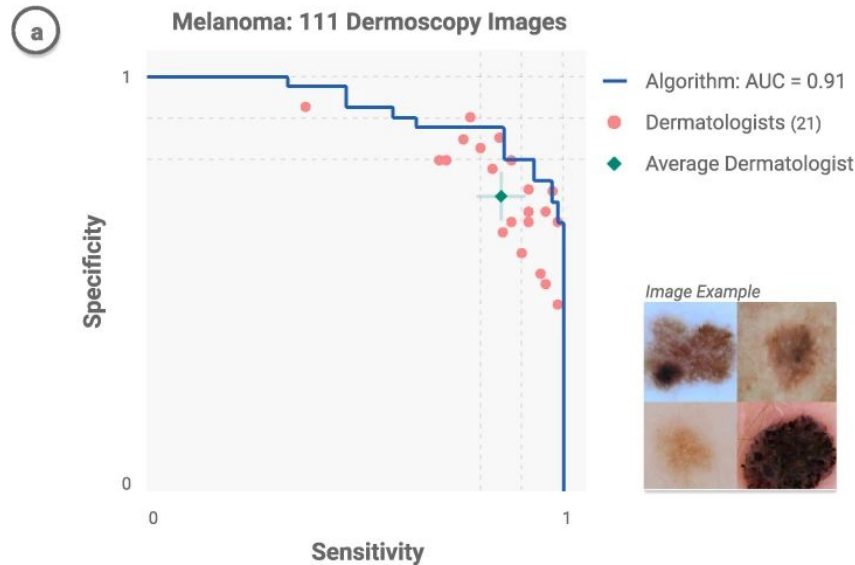 a
Melanoma: 111 Dermoscopy Images
1
Specificity
0
0
1
Sensitivity
Algorithm: AUC = 0.91
Dermatologists (21)
Average Dermatologist
Image Example